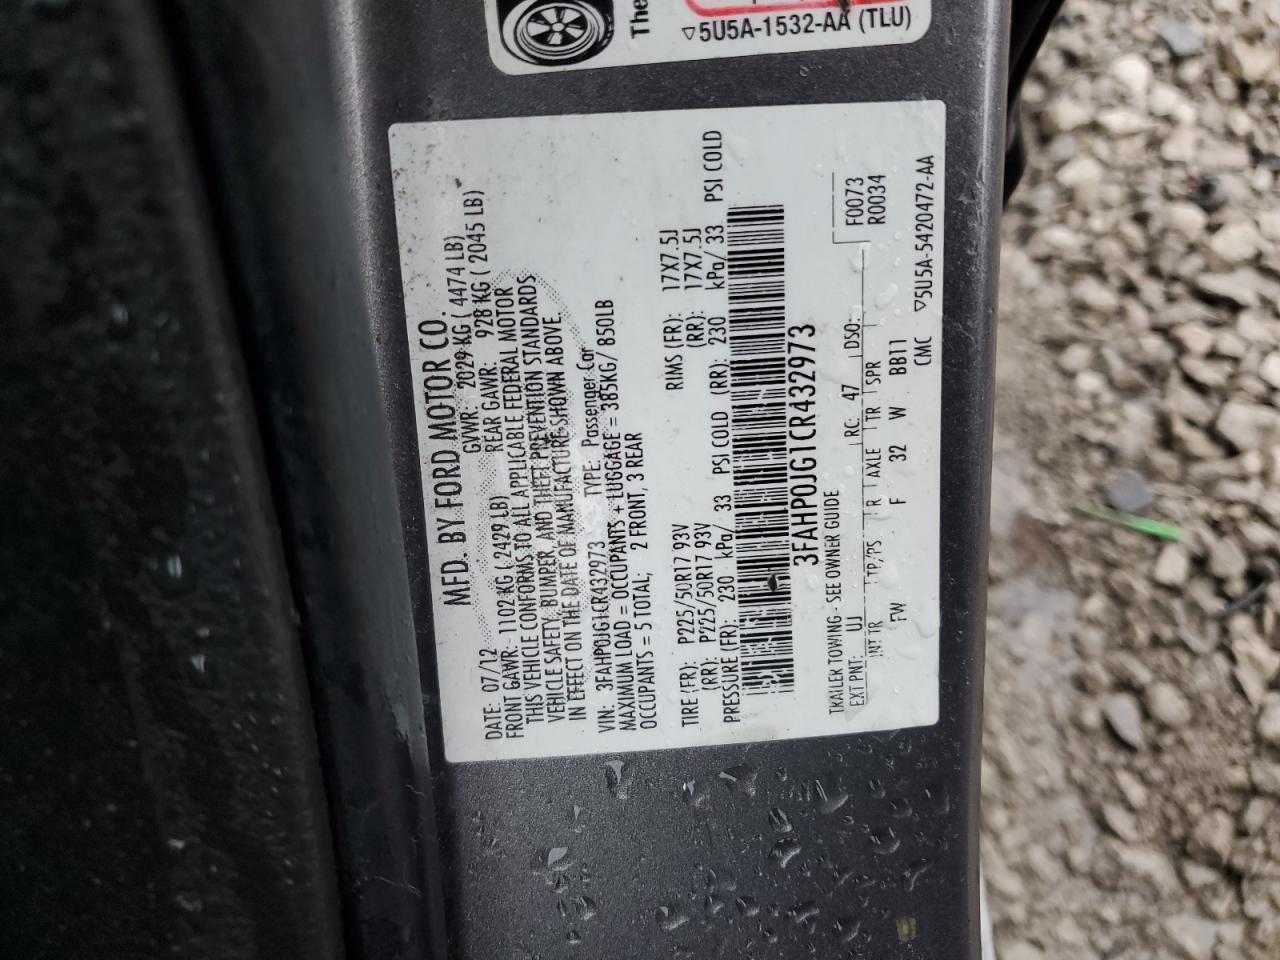 The
▽5U5A-1532-AA (TLU)
MFD. BY FORD MOTOR CO.
DATE: 07/12 GVWR: 2029 KG ( 4474 LB)
FRONT GAWR: 1102 KG ( 2429 LB) REAR GAWR: 928 KG ( 2045 LB)
THIS VEHICLE CONFORMS TO ALL APPLICABLE FEDERAL MOTOR
VEHICLE SAFETY, BUMPER, AND THEFT PREVENTION STANDARDS
IN EFFECT ON THE DATE OF MANUFACTURE SHOWN ABOVE.
VIN: 3FAHP0JG1CR432973 TYPE: Passenger Car
MAXIMUM LOAD = OCCUPANTS + LUGGAGE = 385KG/ 850LB
OCCUPANTS = 5 TOTAL; 2 FRONT, 3 REAR
TIRE (FR): P225/50R17 93V RIMS (FR): 17X7.5J
(RR): P225/50R17 93V (RR): 17X7.5J
PRESSURE (FR): 230 kPa/ 33 PSI COLD (RR): 230 kPa/ 33 PSI COLD
3FAHP0JG1CR432973
TRAILER TOWING - SEE OWNER GUIDE
EXT PNT: UJ RC: 47 DSO: F0073
R0034
INT TR TP/PS R AXLE TR SPR
FW F 32 W BB11
CMC ▽5U5A-5420472-AA